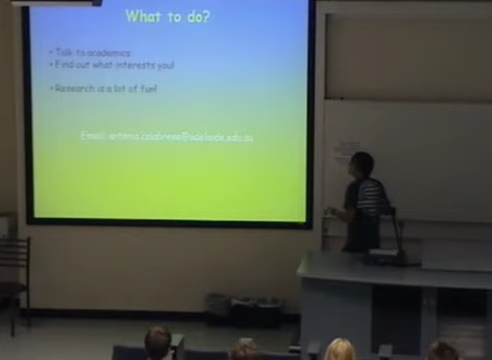 What to do?
• Talk to academics
• Find out what interests you!
• Research is a lot of fun!
Email: antonio.calabrese@adelaide.edu.au